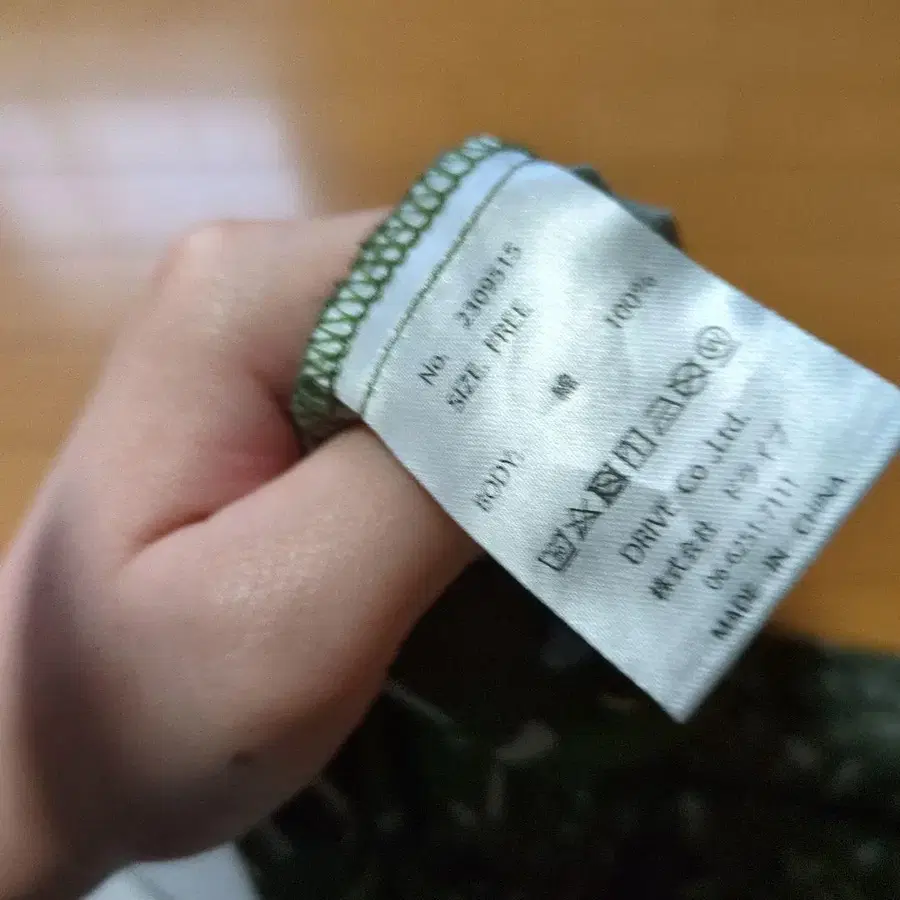 No. 2309515
SIZE. FREE
BODY: 綿 100%
DRIVE Co.,ltd.
株式会社 ドライブ
06-6251-7111
MADE IN CHINA